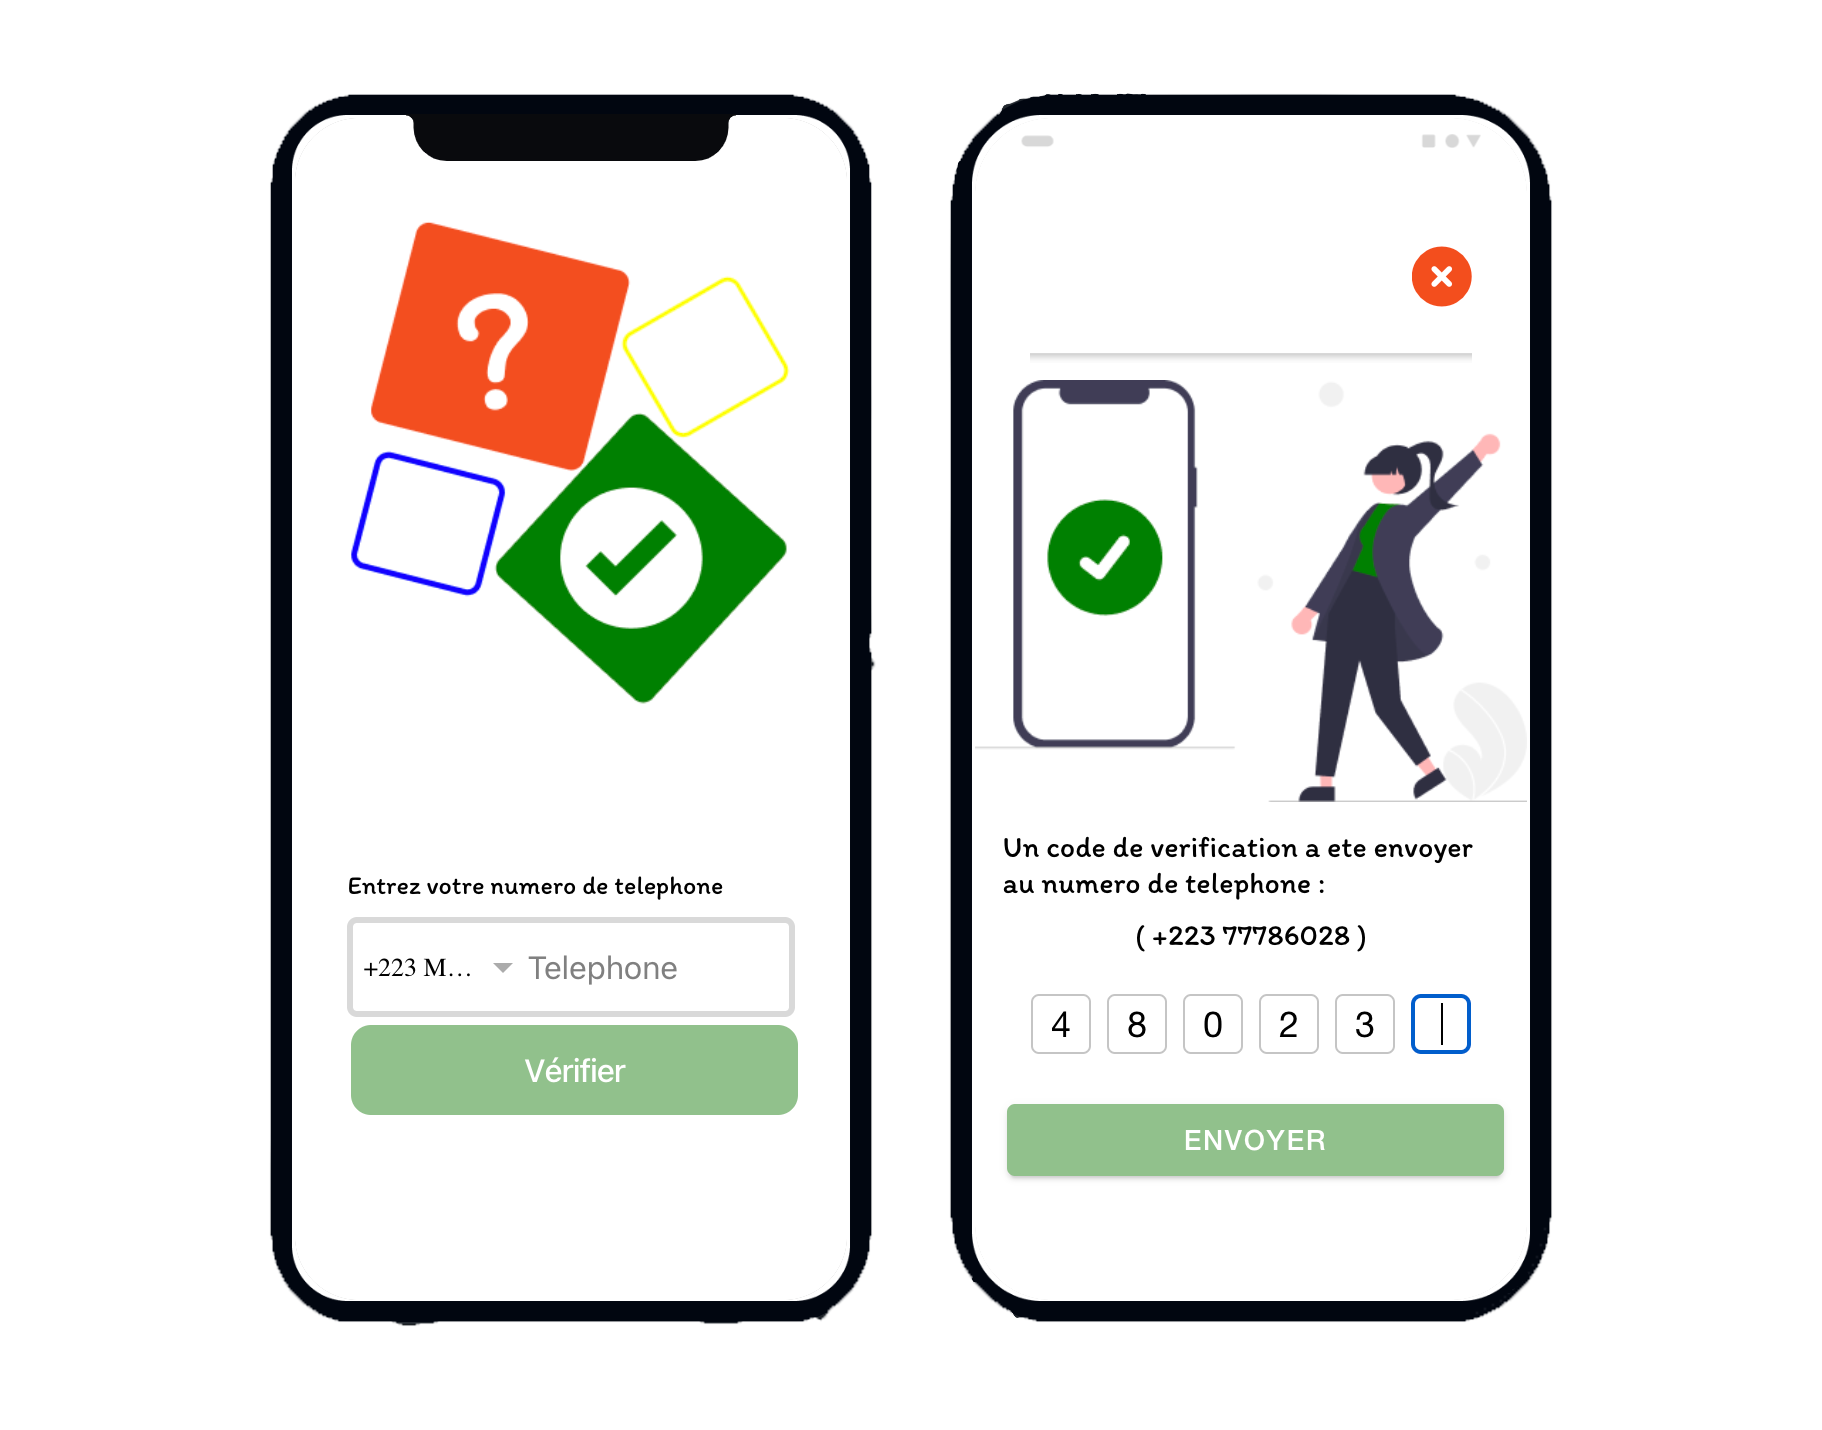 ?
Entrez votre numero de telephone
+223 M... Telephone
Vérifier
Un code de verification a ete envoyer
au numero de telephone :
( +223 77786028 )
4 8 0 2 3
ENVOYER